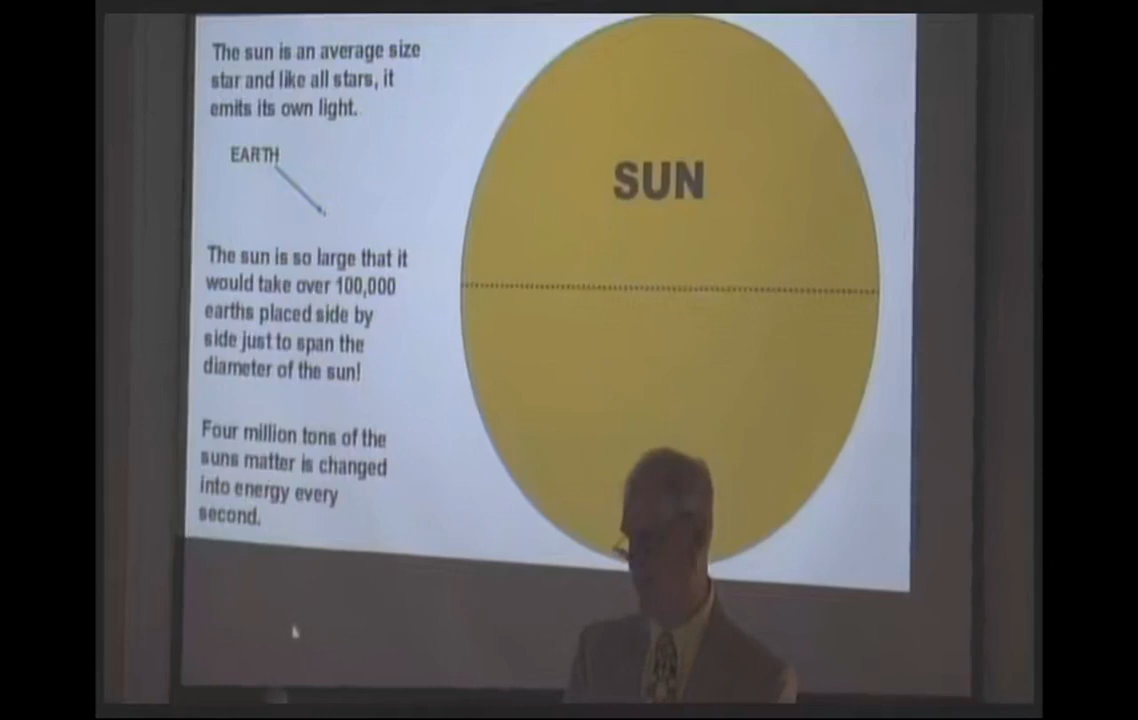 The sun is an average size
star and like all stars, it
emits its own light.
EARTH
The sun is so large that it
would take over 100,000
earths placed side by
side just to span the
diameter of the sun!
Four million tons of the
suns matter is changed
into energy every
second.
SUN